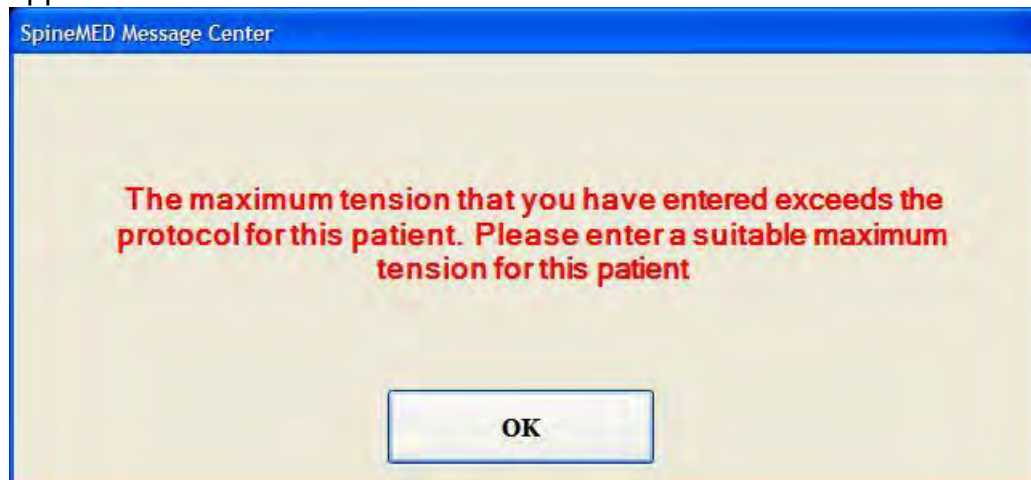 SpineMED Message Center
The maximum tension that you have entered exceeds the
protocol for this patient. Please enter a suitable maximum
tension for this patient
OK